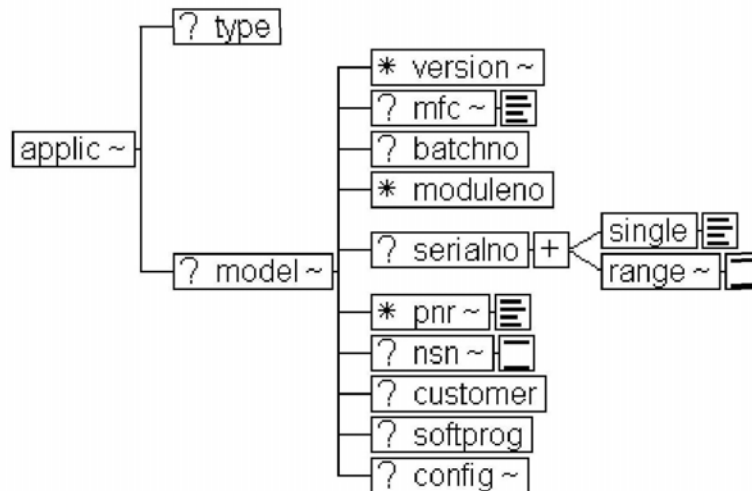 ? type
* version ~
? mfc ~
applic ~
? batchno
* moduleno
single
? serialno +
? model ~
range ~
* pnr ~
? nsn ~
? customer
? softprog
? config ~